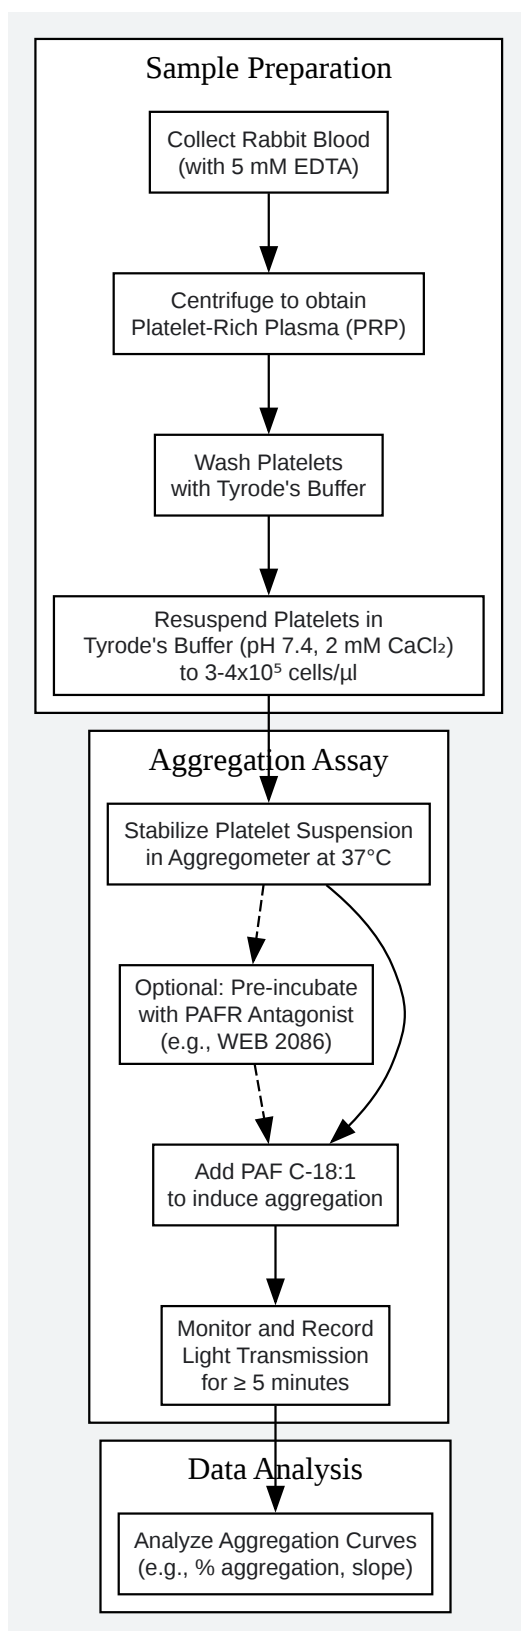 Sample Preparation
Collect Rabbit Blood
(with 5 mM EDTA)
Centrifuge to obtain
Platelet-Rich Plasma (PRP)
Wash Platelets
with Tyrode's Buffer
Resuspend Platelets in
Tyrode's Buffer (pH 7.4, 2 mM CaCl₂)
to 3-4x10⁵ cells/µl
Aggregation Assay
Stabilize Platelet Suspension
in Aggregometer at 37°C
Optional: Pre-incubate
with PAFR Antagonist
(e.g., WEB 2086)
Add PAF C-18:1
to induce aggregation
Monitor and Record
Light Transmission
for ≥ 5 minutes
Data Analysis
Analyze Aggregation Curves
(e.g., % aggregation, slope)